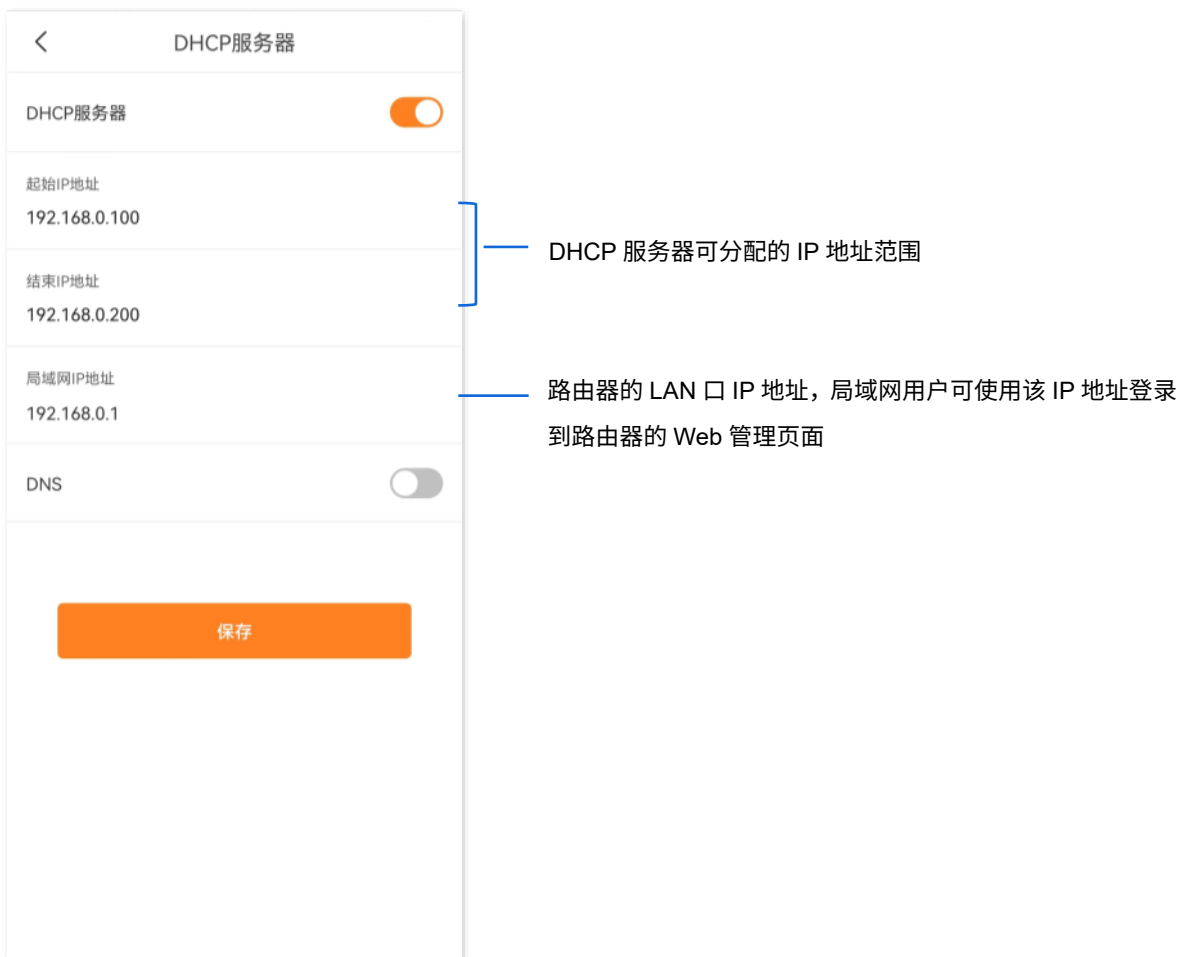 DHCP服务器
DHCP服务器
起始IP地址
192.168.0.100
结束IP地址
192.168.0.200
DHCP 服务器可分配的 IP 地址范围
局域网IP地址
192.168.0.1
路由器的 LAN 口 IP 地址，局域网用户可使用该 IP 地址登录
到路由器的 Web 管理页面
DNS
保存